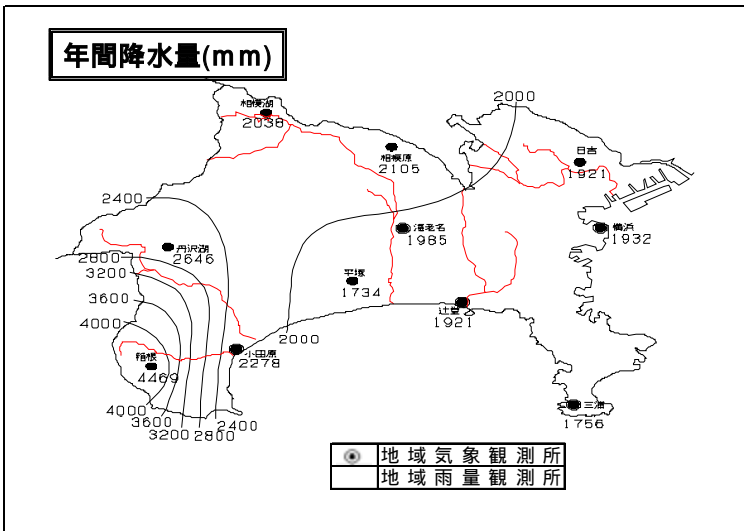 年間降水量(mm)
2000
相模湖
2038
相模原
2105
日吉
1921
2400
海老名
1985
横浜
1932
丹沢湖
2646
2800
3200
平塚
1734
3600
辻堂
1921
4000
2000
小田原
2278
箱根
4469
4000
3600
3200
2800
2400
三浦
1756
地域気象観測所
地域雨量観測所